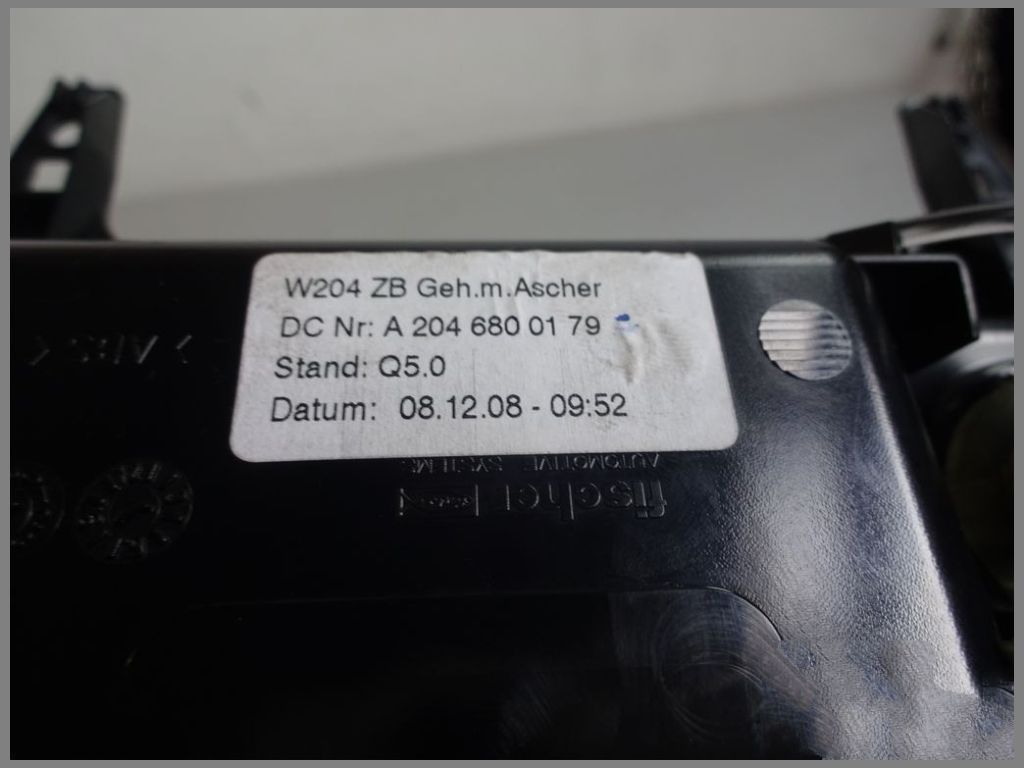 W204 ZB Geh.m.Ascher
DC Nr: A 204 680 01 79
Stand: Q5.0
Datum: 08.12.08 - 09:52
>ABS<
AUTOMOTIVE SYSTEMS
fischer